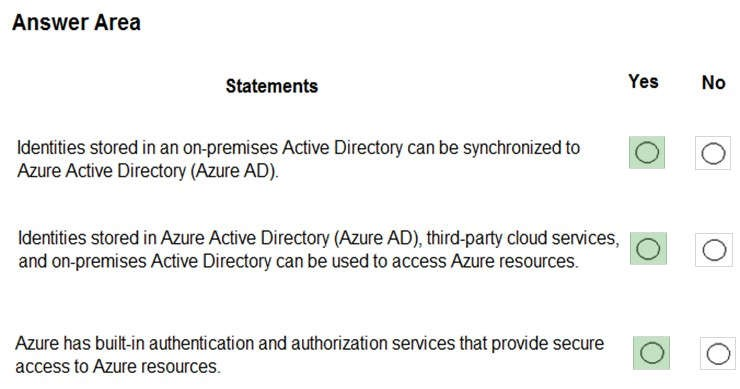 Answer Area
Statements Yes No
Identities stored in an on-premises Active Directory can be synchronized to
Azure Active Directory (Azure AD).
Identities stored in Azure Active Directory (Azure AD), third-party cloud services,
and on-premises Active Directory can be used to access Azure resources.
Azure has built-in authentication and authorization services that provide secure
access to Azure resources.